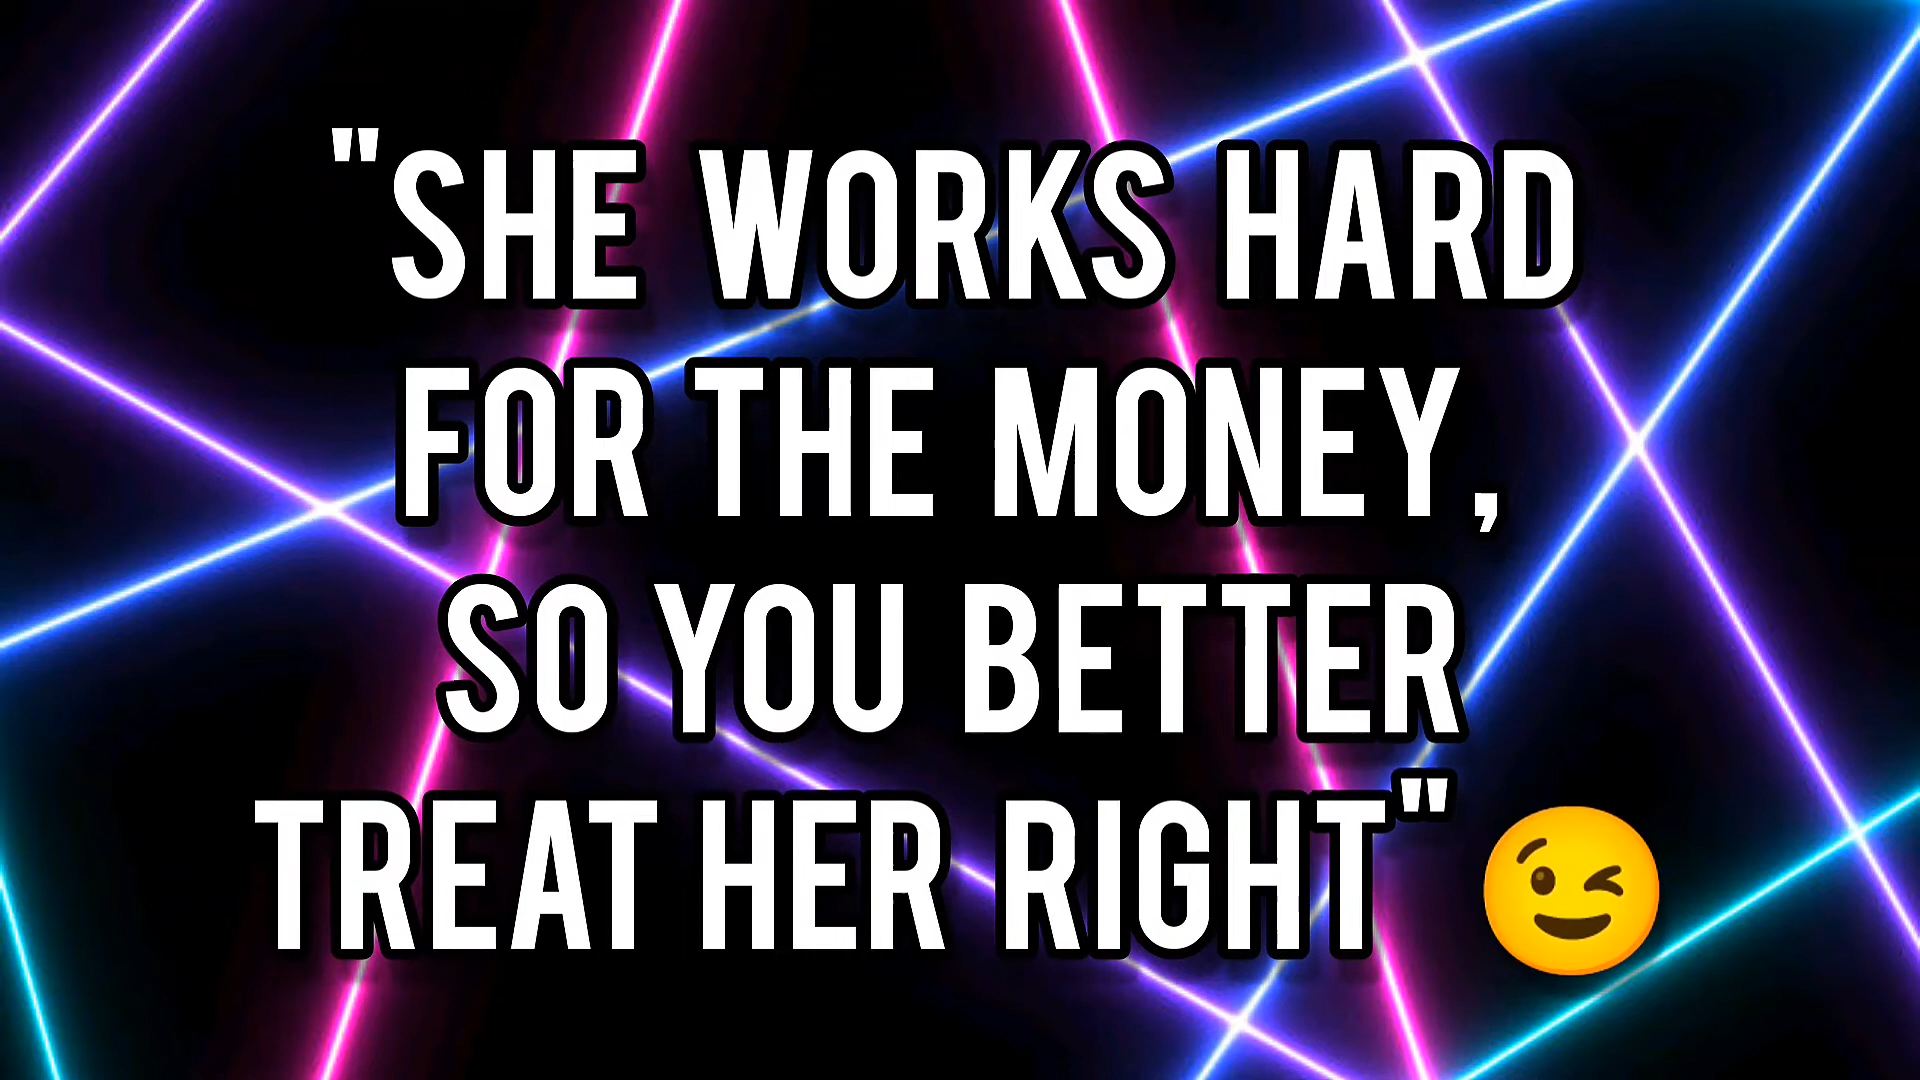 "SHE WORKS HARD
FOR THE MONEY,
SO YOU BETTER
TREAT HER RIGHT" 😉